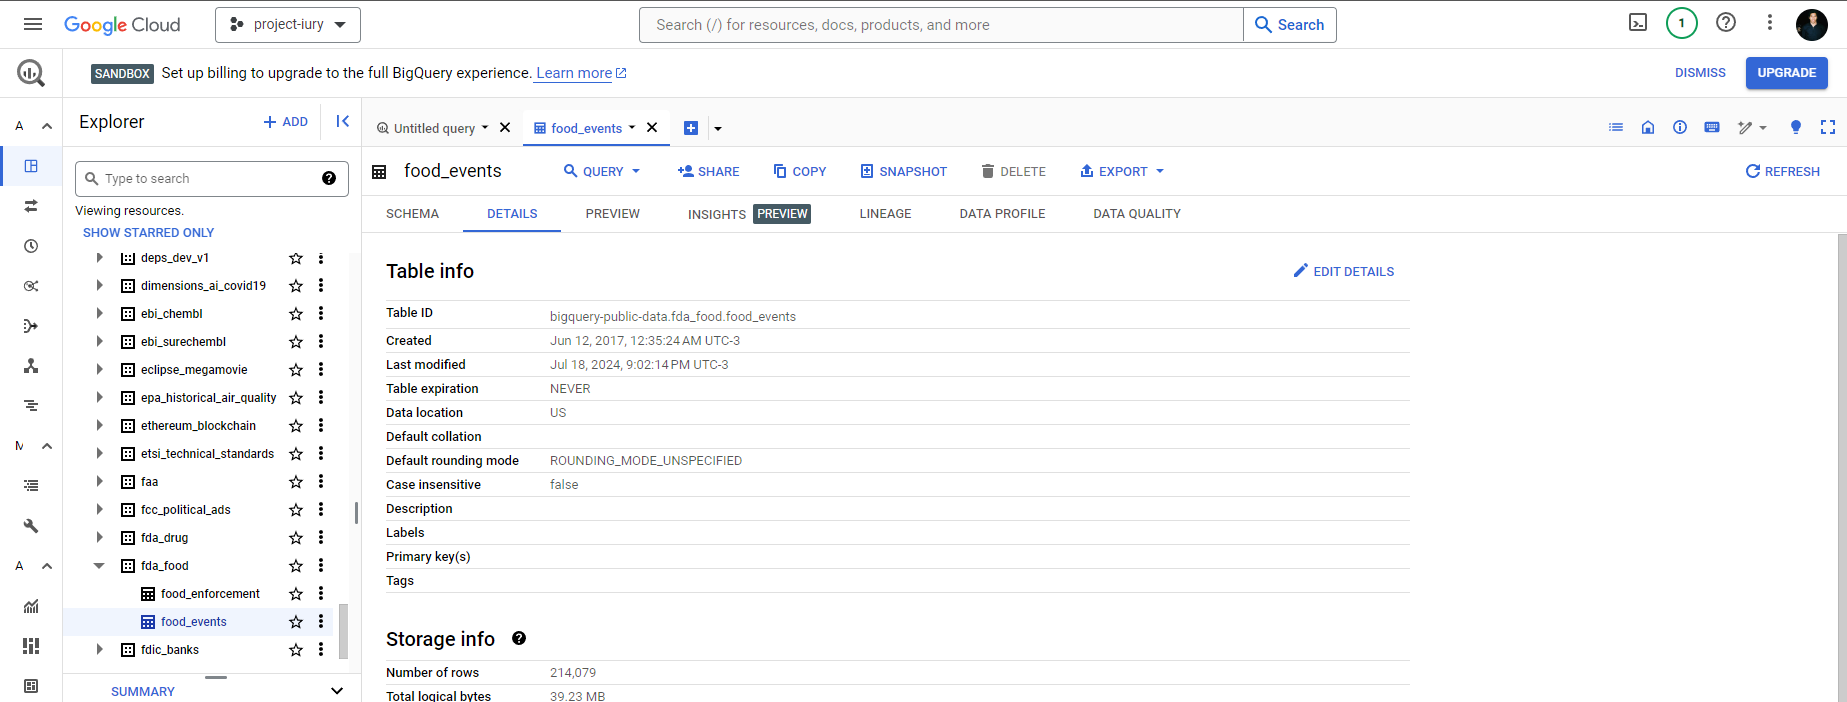 Google Cloud
project-iury
Search (/) for resources, docs, products, and more
Search
1
SANDBOX Set up billing to upgrade to the full BigQuery experience. Learn more
DISMISS
UPGRADE
A
M
A
Explorer
ADD
Type to search
Viewing resources.
SHOW STARRED ONLY
deps_dev_v1
dimensions_ai_covid19
ebi_chembl
ebi_surechembl
eclipse_megamovie
epa_historical_air_quality
ethereum_blockchain
etsi_technical_standards
faa
fcc_political_ads
fda_drug
fda_food
food_enforcement
food_events
fdic_banks
SUMMARY
Untitled query
food_events
food_events
QUERY
SHARE
COPY
SNAPSHOT
DELETE
EXPORT
REFRESH
SCHEMA
DETAILS
PREVIEW
INSIGHTS PREVIEW
LINEAGE
DATA PROFILE
DATA QUALITY
Table info
EDIT DETAILS
Table ID bigquery-public-data.fda_food.food_events
Created Jun 12, 2017, 12:35:24 AM UTC-3
Last modified Jul 18, 2024, 9:02:14 PM UTC-3
Table expiration NEVER
Data location US
Default collation
Default rounding mode ROUNDING_MODE_UNSPECIFIED
Case insensitive false
Description
Labels
Primary key(s)
Tags
Storage info
Number of rows 214,079
Total logical bytes 39.23 MB